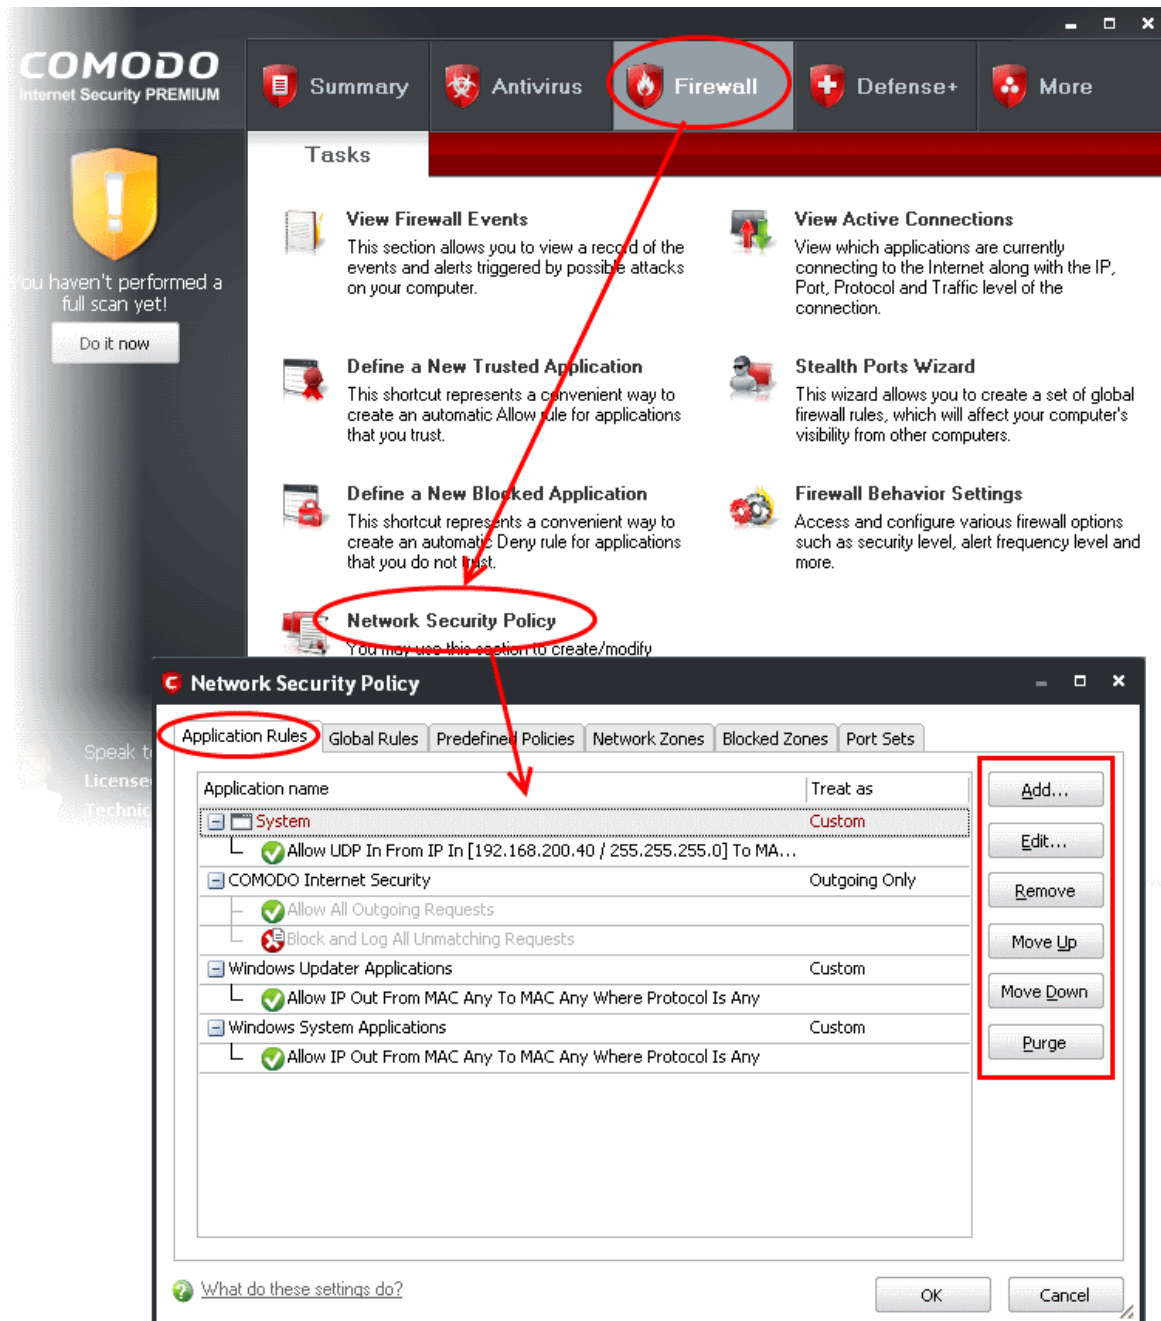 COMODO
Internet Security PREMIUM
Summary
Antivirus
Firewall
Defense+
More
Tasks
You haven't performed a
full scan yet!
Do it now
View Firewall Events
This section allows you to view a record of the
events and alerts triggered by possible attacks
on your computer.
View Active Connections
View which applications are currently
connecting to the Internet along with the IP,
Port, Protocol and Traffic level of the
connection.
Define a New Trusted Application
This shortcut represents a convenient way to
create an automatic Allow rule for applications
that you trust.
Stealth Ports Wizard
This wizard allows you to create a set of global
firewall rules, which will affect your computer's
visibility from other computers.
Define a New Blocked Application
This shortcut represents a convenient way to
create an automatic Deny rule for applications
that you do not trust.
Firewall Behavior Settings
Access and configure various firewall options
such as security level, alert frequency level and
more.
Network Security Policy
You may use this section to create/modify
Speak t
License
Technic
Network Security Policy
Application Rules
Global Rules
Predefined Policies
Network Zones
Blocked Zones
Port Sets
Application name
Treat as
System
Custom
Allow UDP In From IP In [192.168.200.40 / 255.255.255.0] To MA...
COMODO Internet Security
Outgoing Only
Allow All Outgoing Requests
Block and Log All Unmatching Requests
Windows Updater Applications
Custom
Allow IP Out From MAC Any To MAC Any Where Protocol Is Any
Windows System Applications
Custom
Allow IP Out From MAC Any To MAC Any Where Protocol Is Any
Add...
Edit...
Remove
Move Up
Move Down
Purge
What do these settings do?
OK
Cancel